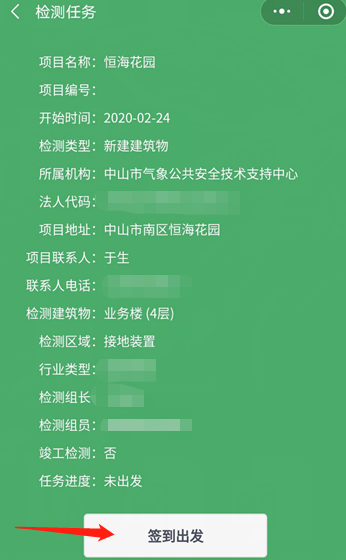 检测任务
项目名称：恒海花园
项目编号：
开始时间：2020-02-24
检测类型：新建建筑物
所属机构：中山市气象公共安全技术支持中心
法人代码：
项目地址：中山市南区恒海花园
项目联系人：于生
联系人电话：
检测建筑物：业务楼 (4层)
检测区域：接地装置
行业类型：
检测组长
检测组员：
竣工检测：否
任务进度：未出发
签到出发